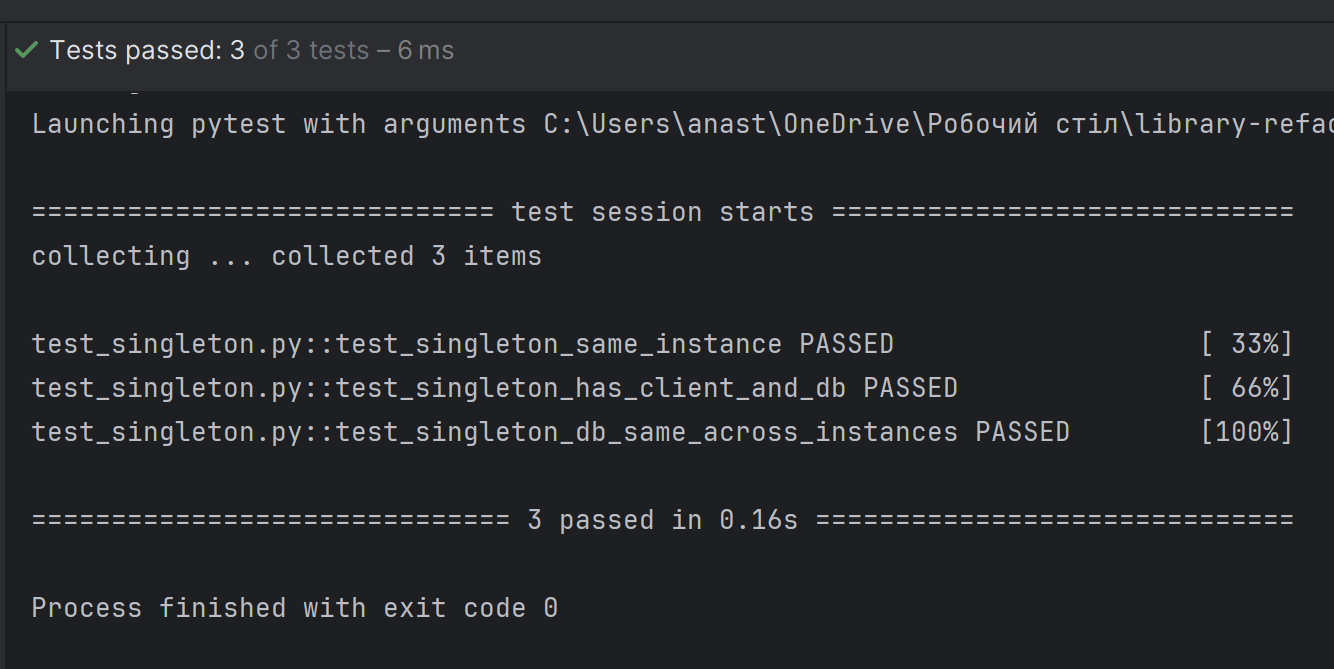 Tests passed: 3 of 3 tests – 6 ms
Launching pytest with arguments C:\Users\anast\OneDrive\Робочий стіл\library-refac
============================= test session starts =============================
collecting ... collected 3 items
test_singleton.py::test_singleton_same_instance PASSED [ 33%]
test_singleton.py::test_singleton_has_client_and_db PASSED [ 66%]
test_singleton.py::test_singleton_db_same_across_instances PASSED [100%]
============================== 3 passed in 0.16s ==============================
Process finished with exit code 0